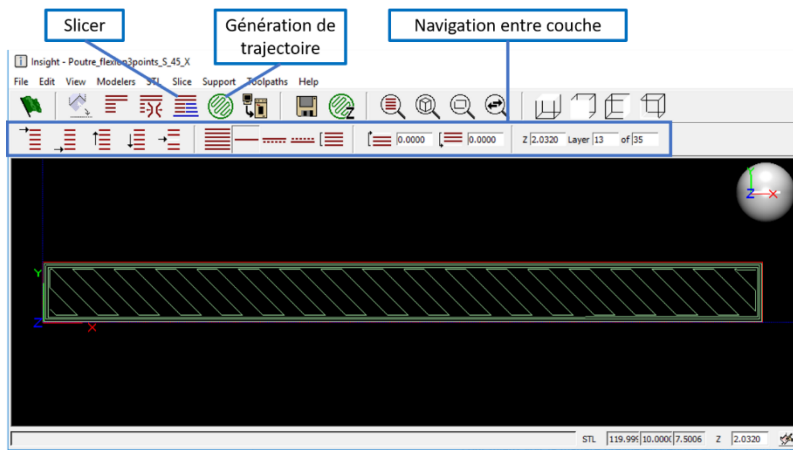 Slicer
Génération de
trajectoire
Navigation entre couche
Insight - Poutre_flexion3points_S_45_X
File Edit View Modelers STL Slice Support Toolpaths Help
0.0000 0.0000 Z 2.0320 Layer 13 of 35
Y
Z X
Y
Z X
STL 119.999 10.0000 7.5006 Z 2.0320